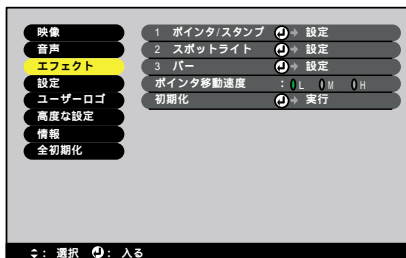 映像
音声
エフェクト
設定
ユーザーロゴ
高度な設定
情報
全初期化
1 ポインタ/スタンプ 設定
2 スポットライト 設定
3 バー 設定
ポインタ移動速度 : L M H
初期化 実行
: 選択 : 入る